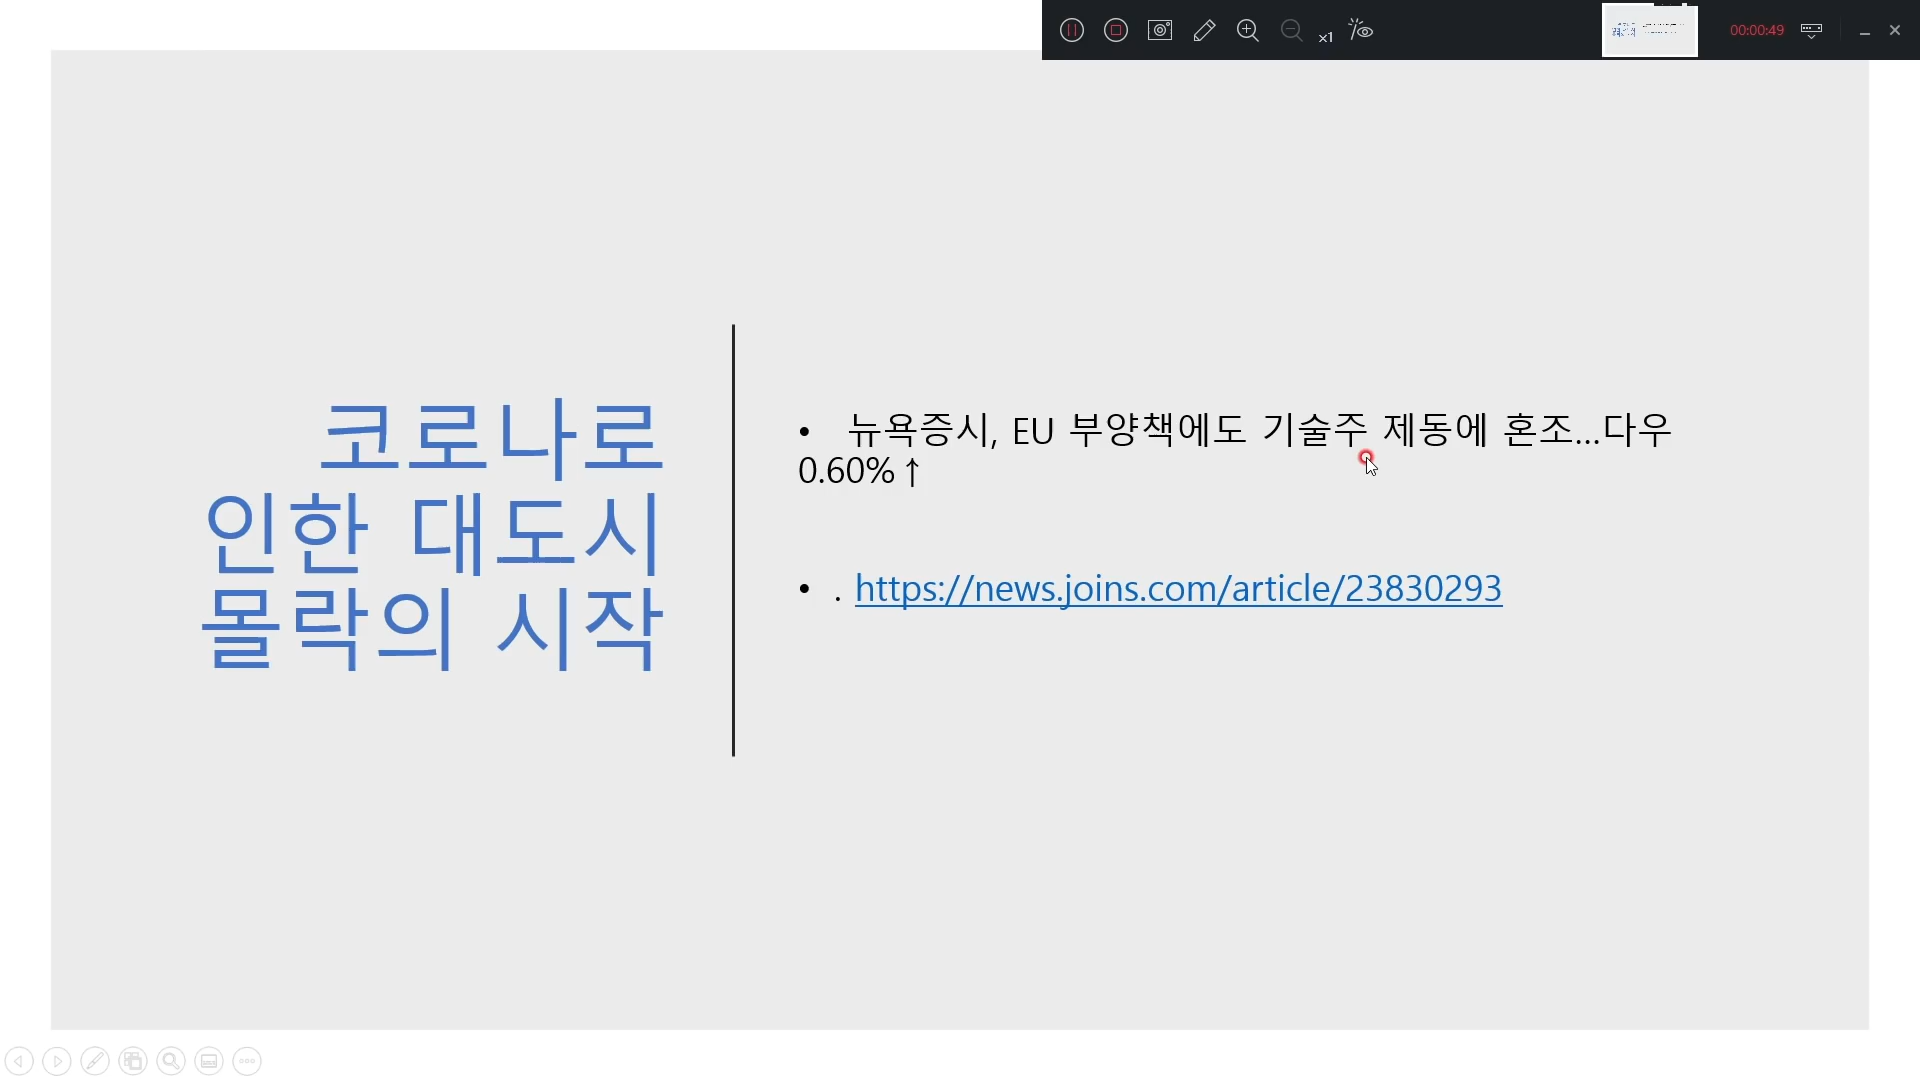 x1
00:00:49
코로나로
인한 대도시
몰락의 시작
• 뉴욕증시, EU 부양책에도 기술주 제동에 혼조...다우
0.60%↑
• . https://news.joins.com/article/23830293